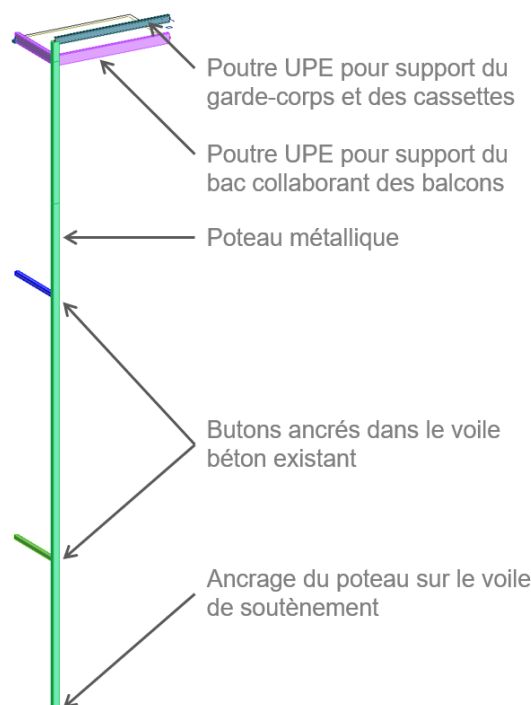 Poutre UPE pour support du
garde-corps et des cassettes
Poutre UPE pour support du
bac collaborant des balcons
Poteau métallique
Butons ancrés dans le voile
béton existant
Ancrage du poteau sur le voile
de soutènement